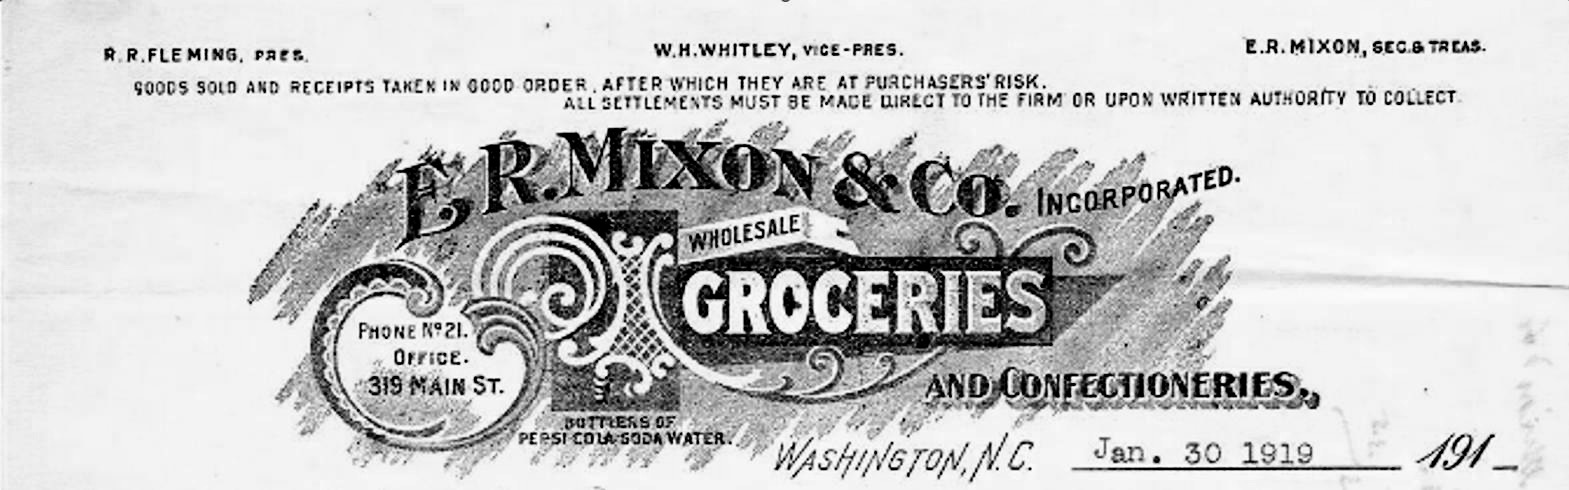 R.R. FLEMING, PRES.
W.H. WHITLEY, VICE-PRES.
E.R. MIXON, SEC. & TREAS.
GOODS SOLD AND RECEIPTS TAKEN IN GOOD ORDER, AFTER WHICH THEY ARE AT PURCHASERS' RISK.
ALL SETTLEMENTS MUST BE MADE DIRECT TO THE FIRM OR UPON WRITTEN AUTHORITY TO COLLECT.
E.R. MIXON & CO. INCORPORATED.
WHOLESALE
GROCERIES
AND CONFECTIONERIES.,
PHONE Nº 21.
OFFICE.
319 MAIN ST.
BOTTLERS OF
PEPSI COLA SODA WATER.
WASHINGTON, N.C. Jan. 30 1919 191_